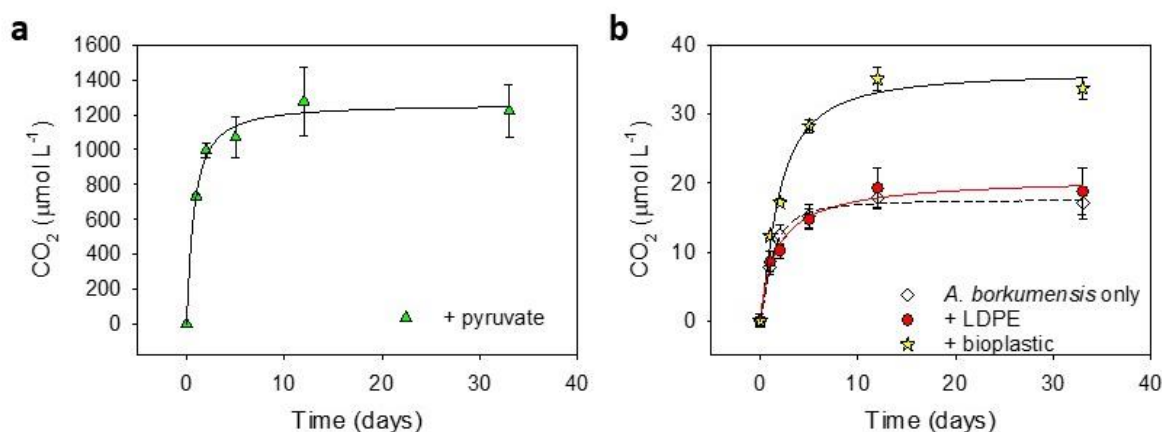 a
1600
1400
1200
1000
800
600
400
200
0
CO2 (µmol L-1)
+ pyruvate
0 10 20 30 40
Time (days)
b
40
30
20
10
0
CO2 (µmol L-1)
A. borkumensis only
+ LDPE
+ bioplastic
0 10 20 30 40
Time (days)